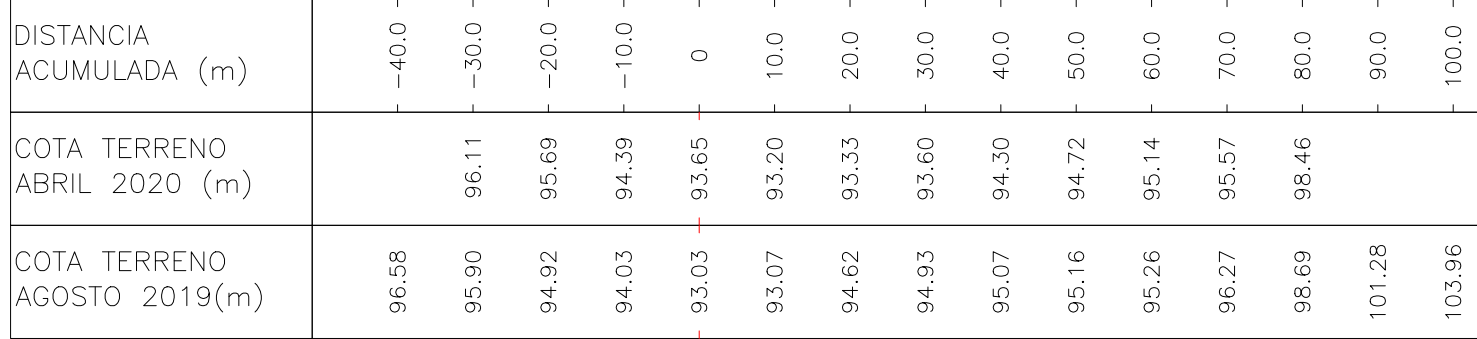 DISTANCIA
ACUMULADA (m)
-40.0 -30.0 -20.0 -10.0 0 10.0 20.0 30.0 40.0 50.0 60.0 70.0 80.0 90.0 100.0
COTA TERRENO
ABRIL 2020 (m)
96.11 95.69 94.39 93.65 93.20 93.33 93.60 94.30 94.72 95.14 95.57 98.46
COTA TERRENO
AGOSTO 2019(m)
96.58 95.90 94.92 94.03 93.03 93.07 94.62 94.93 95.07 95.16 95.26 96.27 98.69 101.28 103.96